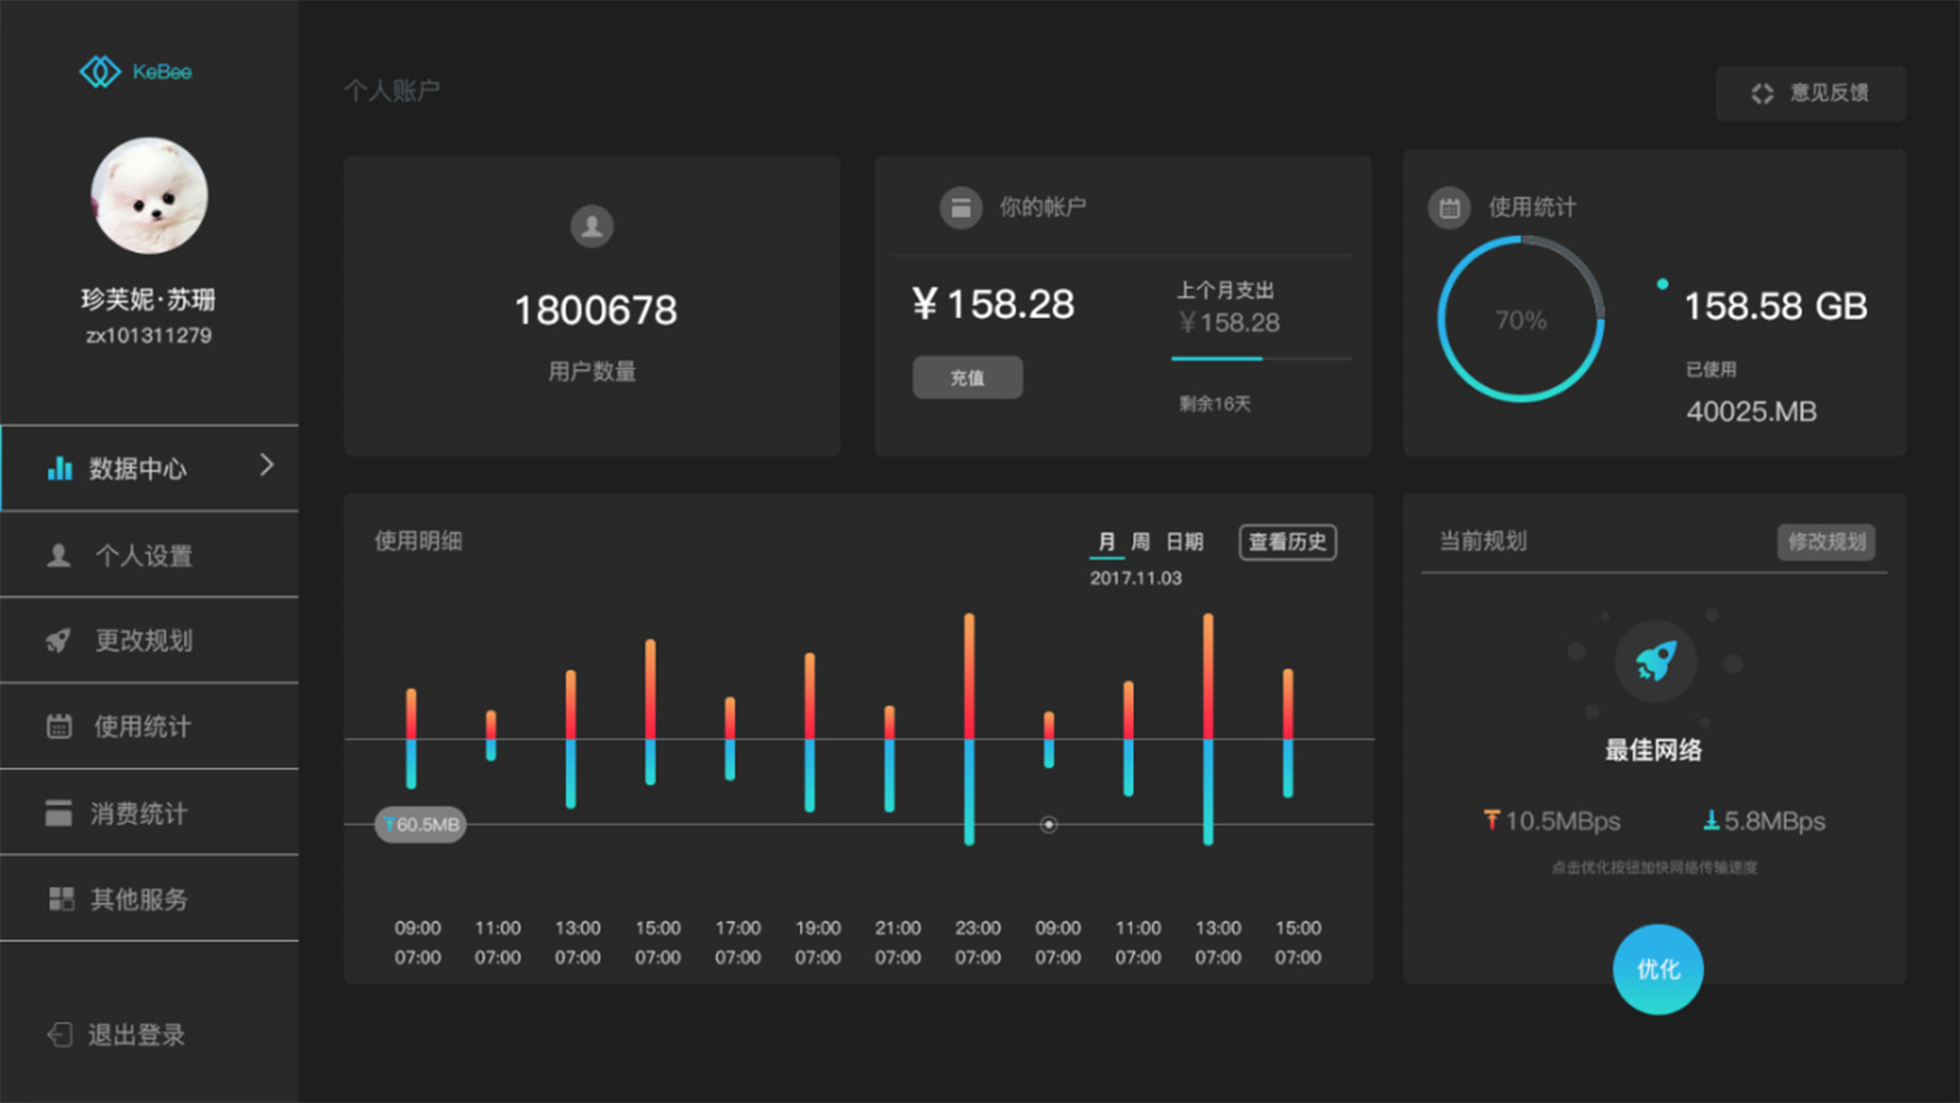 KeBee
珍芙妮·苏珊
zx101311279
数据中心
个人设置
更改规划
使用统计
消费统计
其他服务
退出登录
个人账户
意见反馈
1800678
用户数量
你的帐户
¥158.28
充值
上个月支出
¥158.28
剩余16天
使用统计
70%
158.58 GB
已使用
40025.MB
使用明细
月 周 日期
查看历史
2017.11.03
60.5MB
09:00 11:00 13:00 15:00 17:00 19:00 21:00 23:00 09:00 11:00 13:00 15:00
07:00 07:00 07:00 07:00 07:00 07:00 07:00 07:00 07:00 07:00 07:00 07:00
当前规划
修改规划
最佳网络
10.5MBps
5.8MBps
点击优化按钮加快网络传输速度
优化